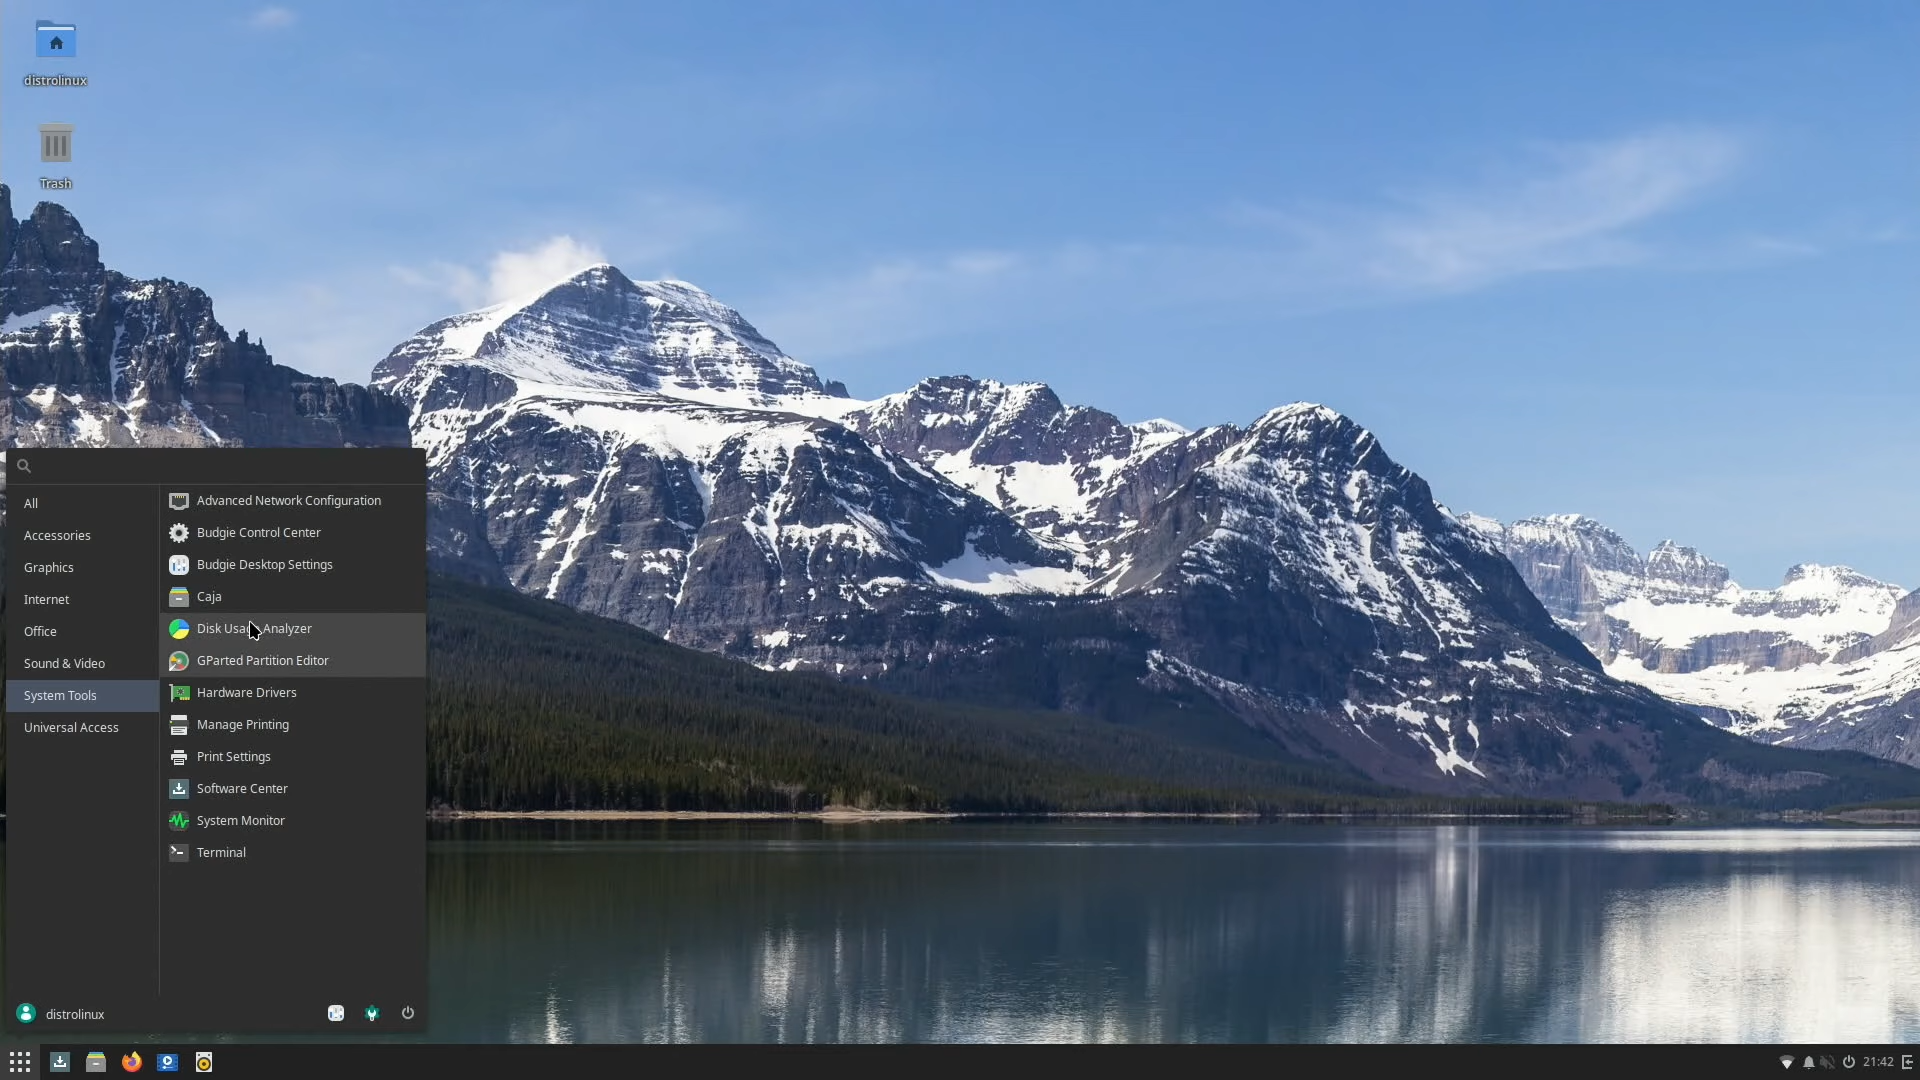 distrolinux
Trash
All
Accessories
Graphics
Internet
Office
Sound & Video
System Tools
Universal Access
Advanced Network Configuration
Budgie Control Center
Budgie Desktop Settings
Caja
Disk Usage Analyzer
GParted Partition Editor
Hardware Drivers
Manage Printing
Print Settings
Software Center
System Monitor
Terminal
distrolinux
21:42